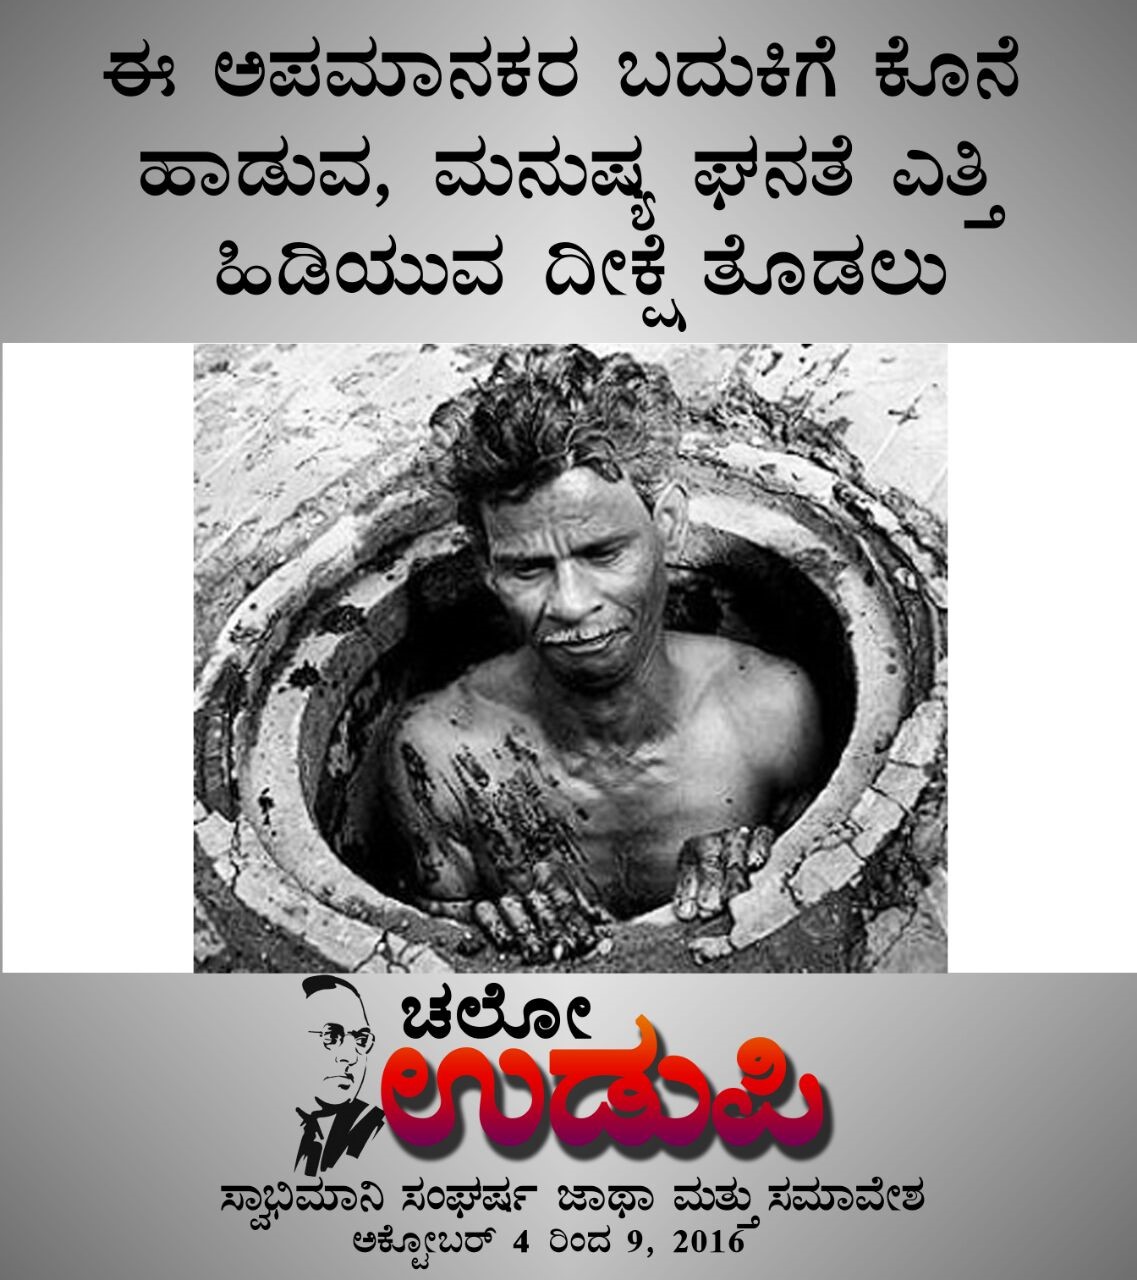 ಈ ಅಪಮಾನಕರ ಬದುಕಿಗೆ ಕೊನೆ
ಹಾಡುವ, ಮನುಷ್ಯ ಘನತೆ ಎತ್ತಿ
ಹಿಡಿಯುವ ದೀಕ್ಷೆ ತೊಡಲು
ಚಲೋ
ಉಡುಪಿ
ಸ್ವಾಭಿಮಾನಿ ಸಂಘರ್ಷ ಜಾಥಾ ಮತ್ತು ಸಮಾವೇಶ
ಅಕ್ಟೋಬರ್ 4 ರಿಂದ 9, 2016